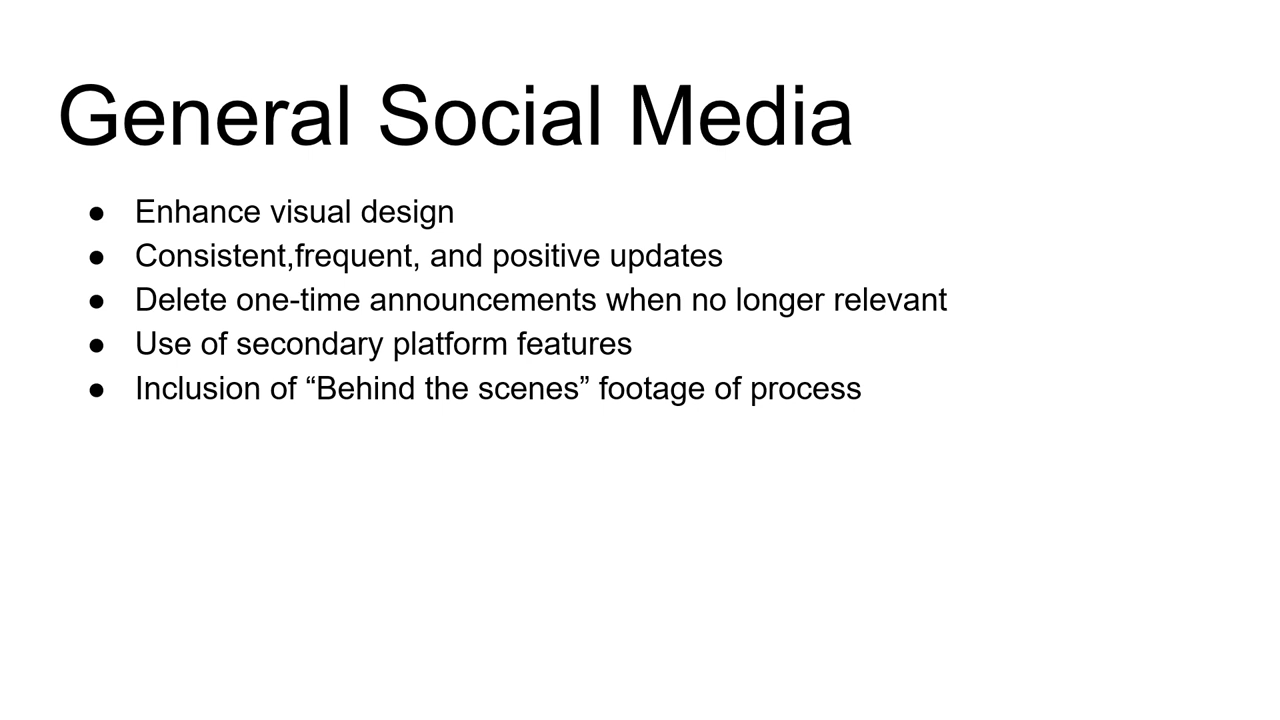 General Social Media
● Enhance visual design
● Consistent,frequent, and positive updates
● Delete one-time announcements when no longer relevant
● Use of secondary platform features
● Inclusion of “Behind the scenes” footage of process